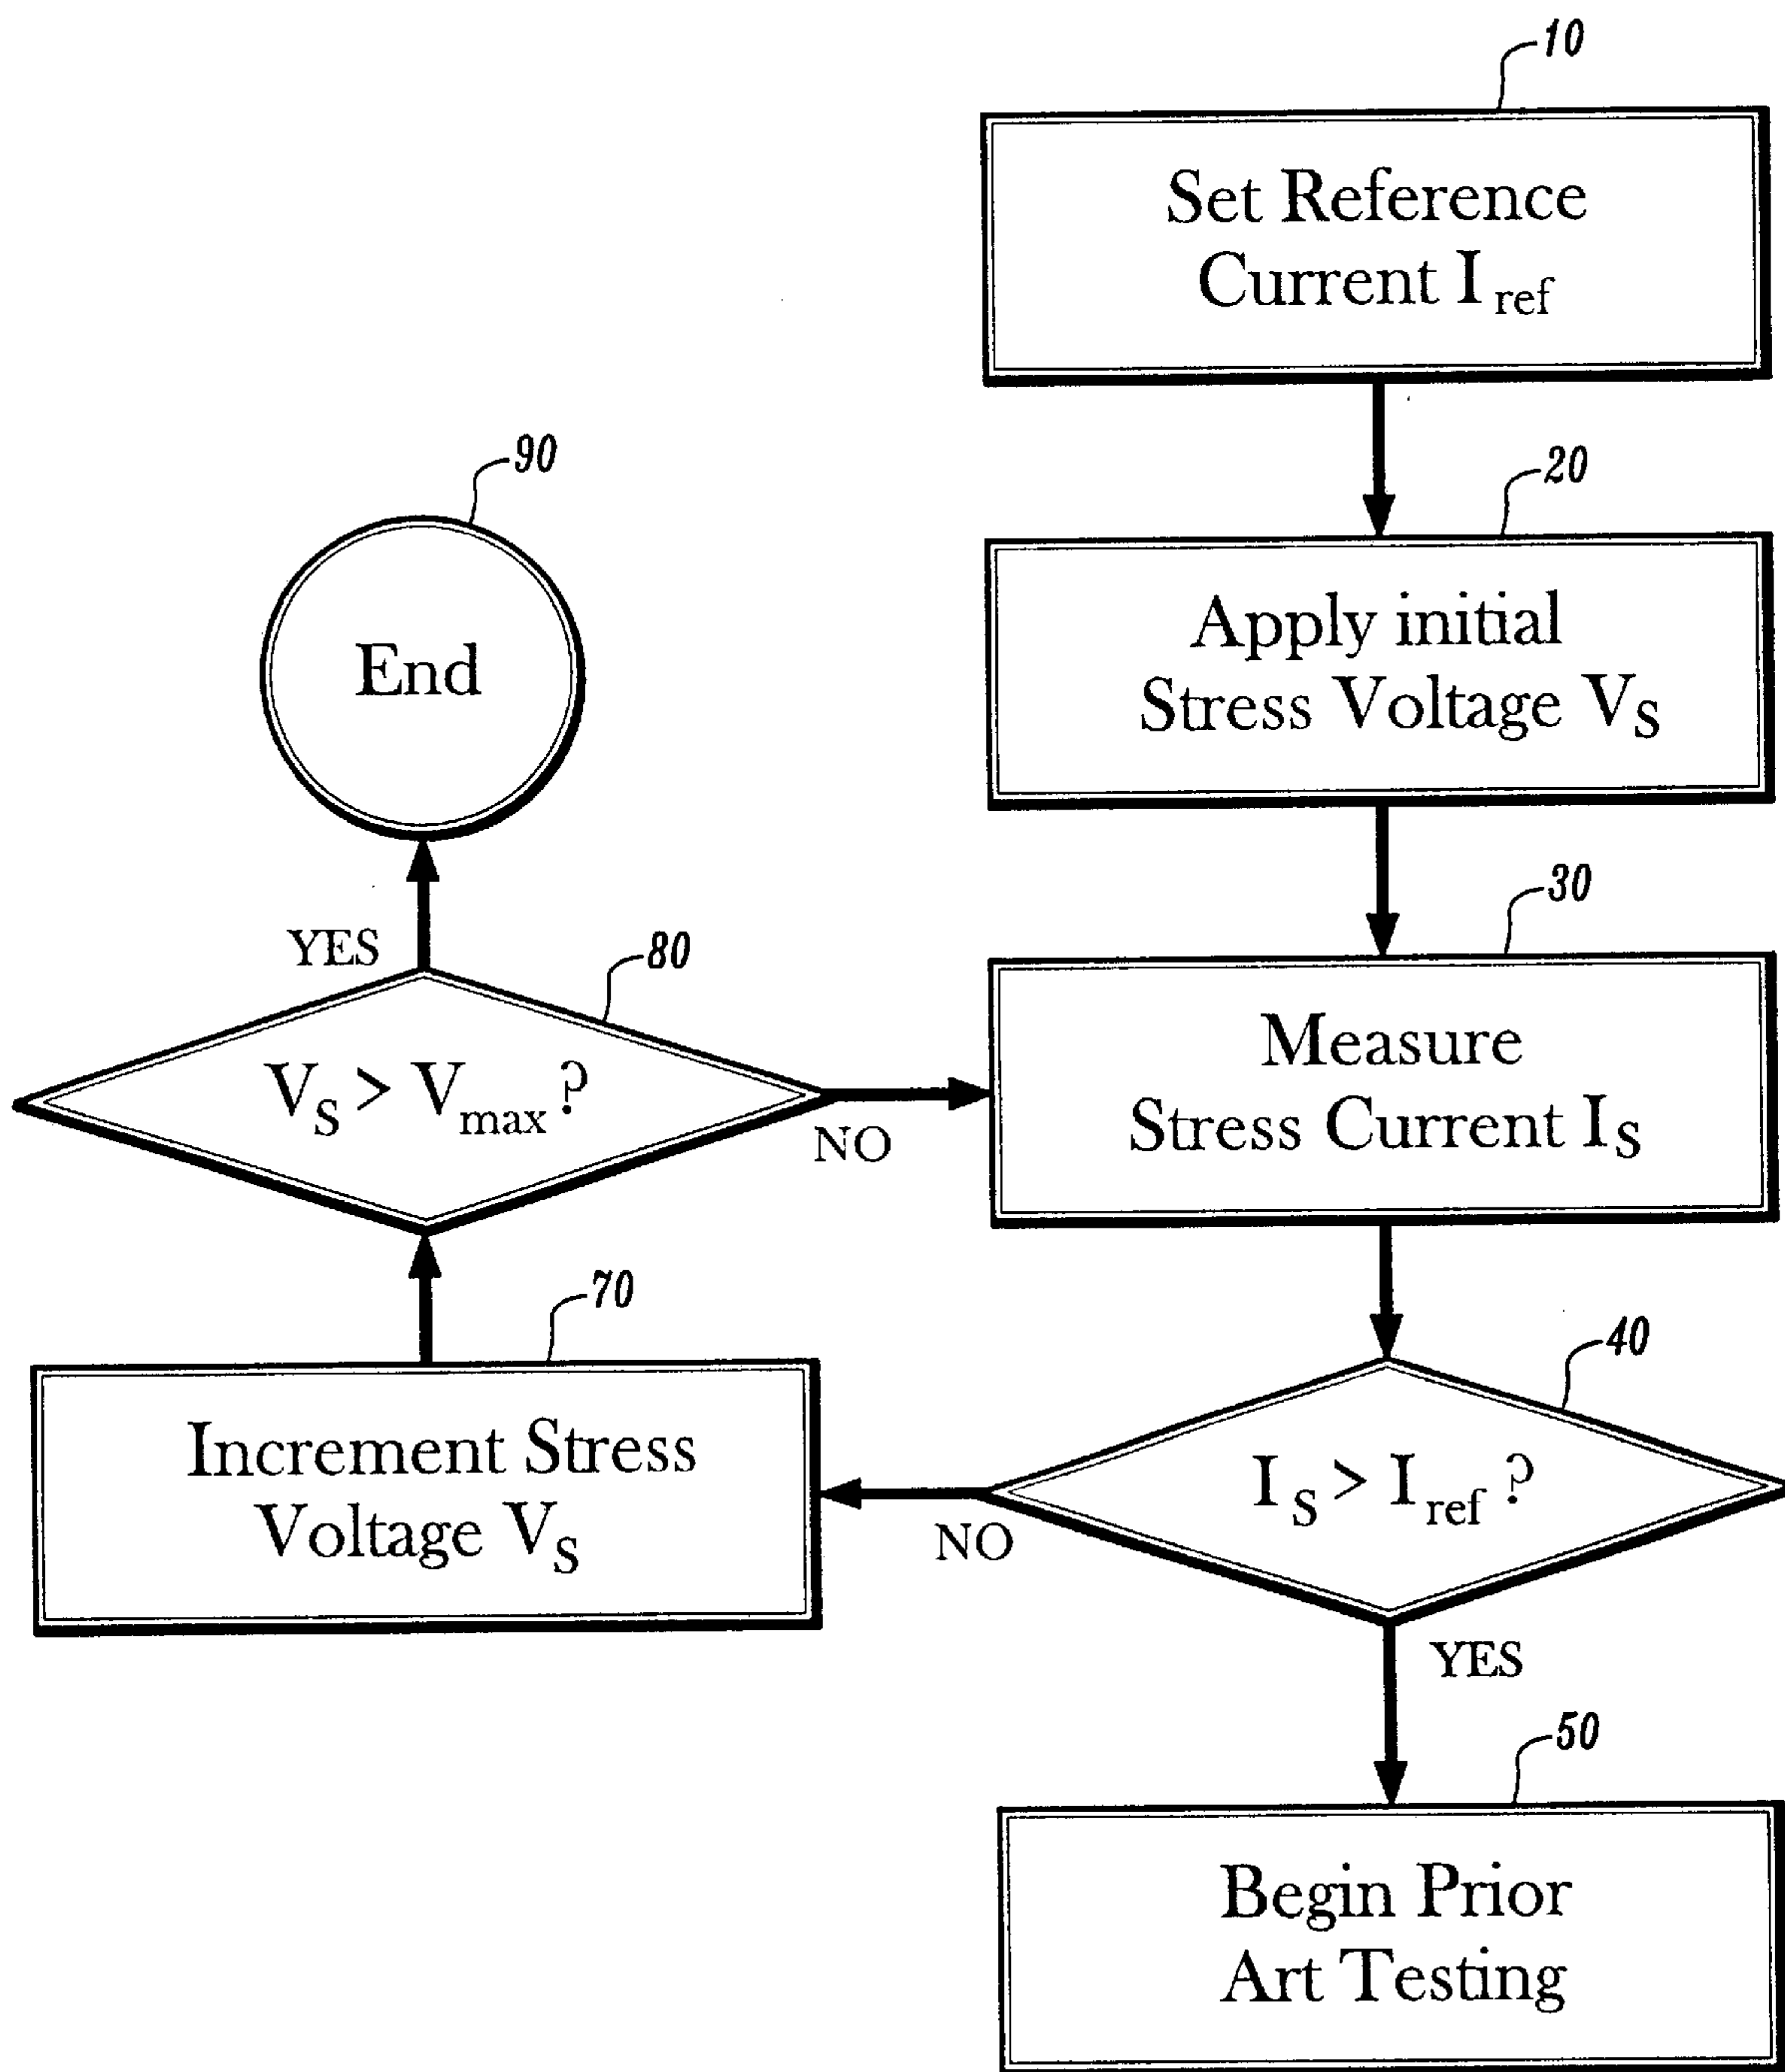 10
Set Reference
Current I ref
20
Apply initial
Stress Voltage VS
30
Measure
Stress Current IS
40
IS > Iref ?
NO
YES
50
Begin Prior
Art Testing
70
Increment Stress
Voltage VS
80
VS > Vmax ?
YES
NO
90
End